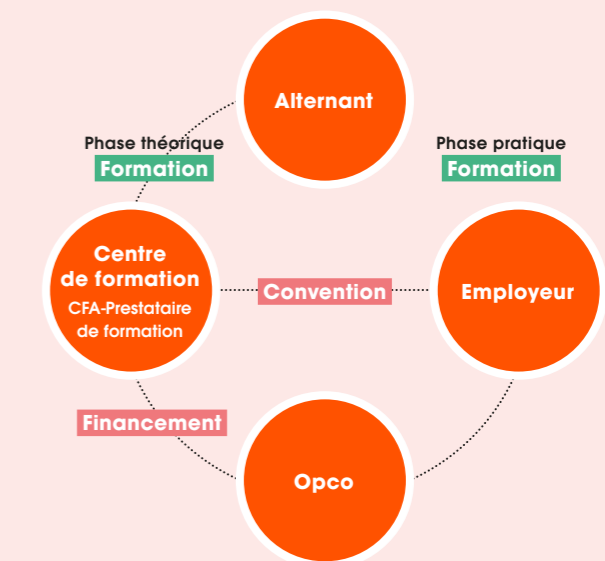 Alternant
Phase théorique
Formation
Phase pratique
Formation
Centre
de formation
CFA-Prestataire
de formation
Convention
Employeur
Financement
Opco